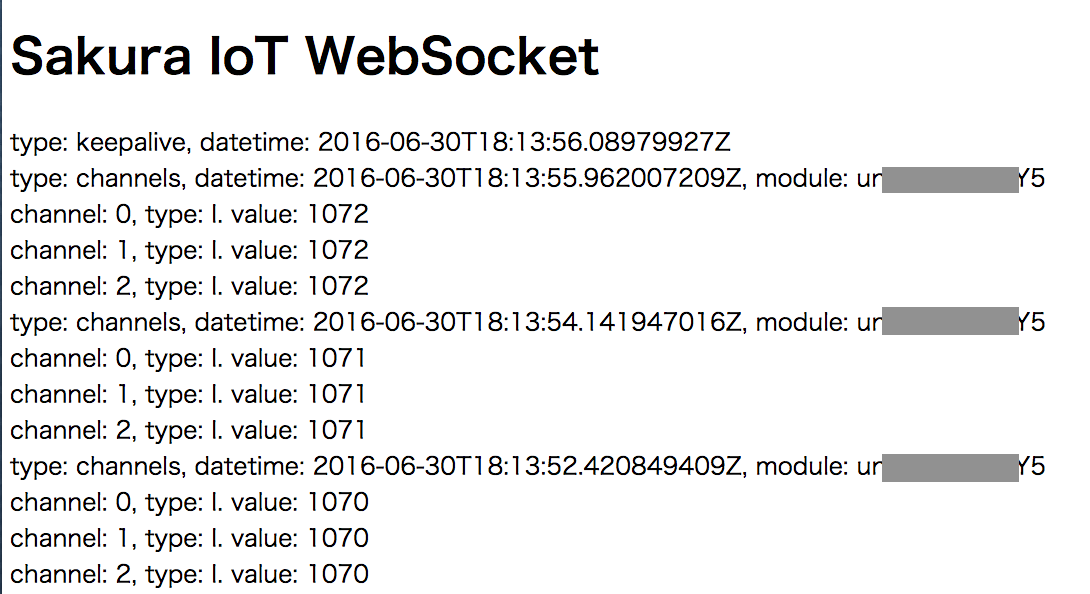 Sakura IoT WebSocket
type: keepalive, datetime: 2016-06-30T18:13:56.08979927Z
type: channels, datetime: 2016-06-30T18:13:55.962007209Z, module: un Y5
channel: 0, type: l. value: 1072
channel: 1, type: l. value: 1072
channel: 2, type: l. value: 1072
type: channels, datetime: 2016-06-30T18:13:54.141947016Z, module: un Y5
channel: 0, type: l. value: 1071
channel: 1, type: l. value: 1071
channel: 2, type: l. value: 1071
type: channels, datetime: 2016-06-30T18:13:52.420849409Z, module: un Y5
channel: 0, type: l. value: 1070
channel: 1, type: l. value: 1070
channel: 2, type: l. value: 1070